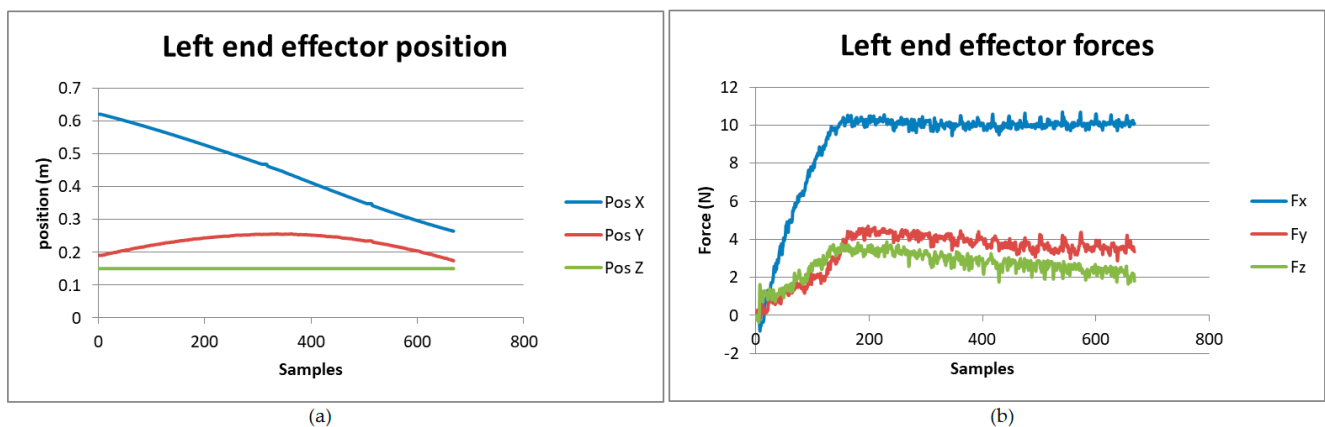 Left end effector position
0.7
0.6
0.5
0.4
0.3
0.2
0.1
0
position (m)
0 200 400 600 800
Samples
Pos X
Pos Y
Pos Z
(a)
Left end effector forces
12
10
8
6
4
2
0
-2
Force (N)
0 200 400 600 800
Samples
Fx
Fy
Fz
(b)